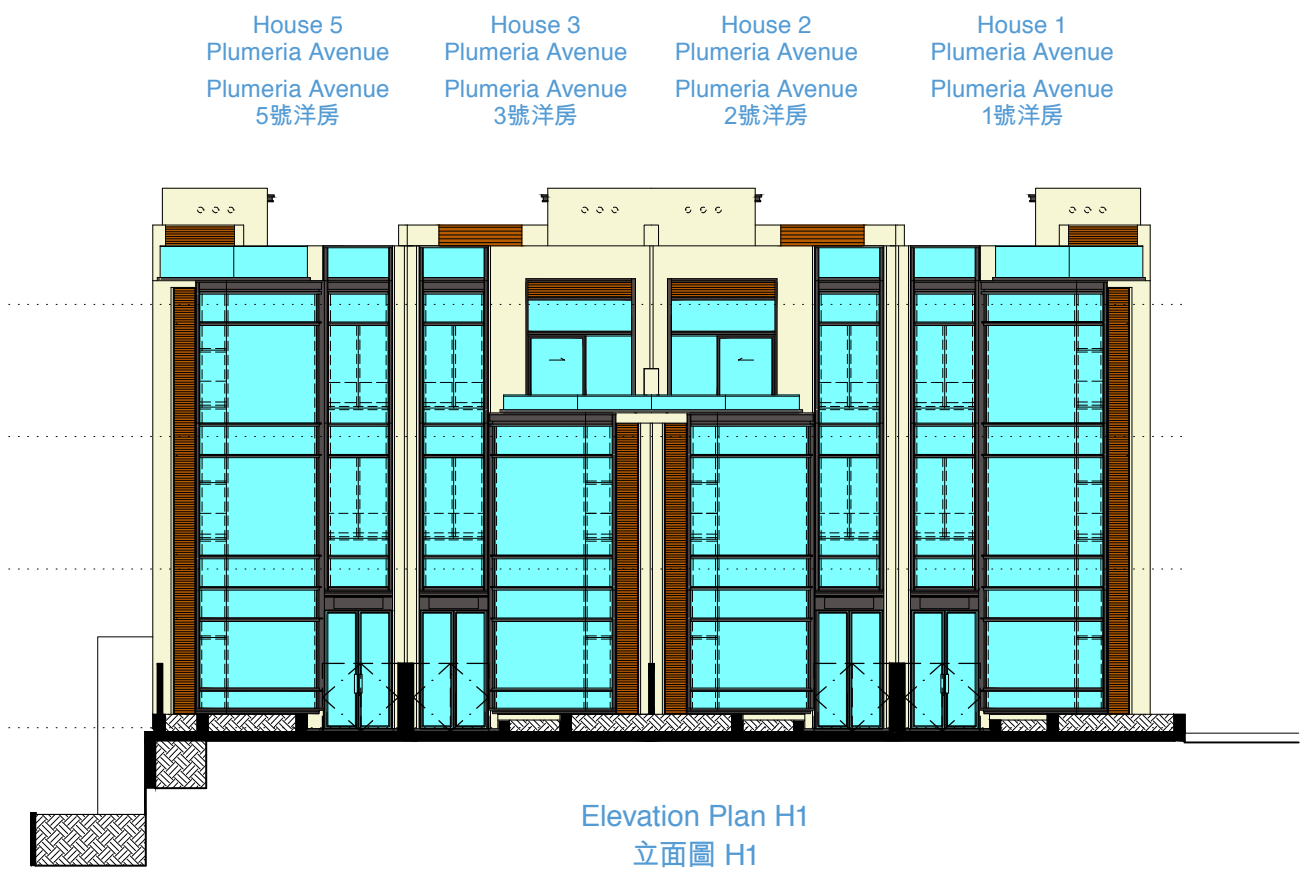 House 5
Plumeria Avenue
Plumeria Avenue
5號洋房
House 3
Plumeria Avenue
Plumeria Avenue
3號洋房
House 2
Plumeria Avenue
Plumeria Avenue
2號洋房
House 1
Plumeria Avenue
Plumeria Avenue
1號洋房
Elevation Plan H1
立面圖 H1